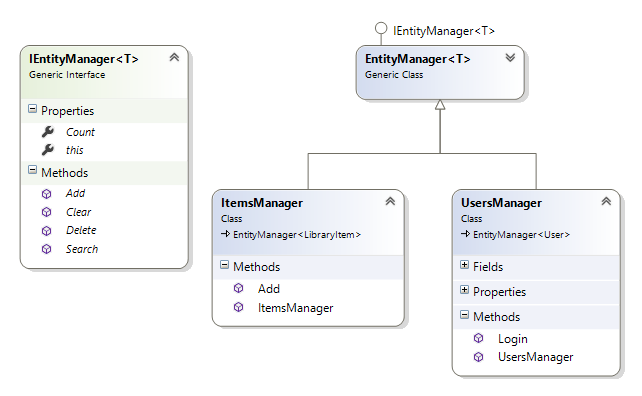 IEntityManager<T>
Generic Interface
Properties
Count
this
Methods
Add
Clear
Delete
Search
IEntityManager<T>
EntityManager<T>
Generic Class
ItemsManager
Class
EntityManager<LibraryItem>
Methods
Add
ItemsManager
UsersManager
Class
EntityManager<User>
Fields
Properties
Methods
Login
UsersManager